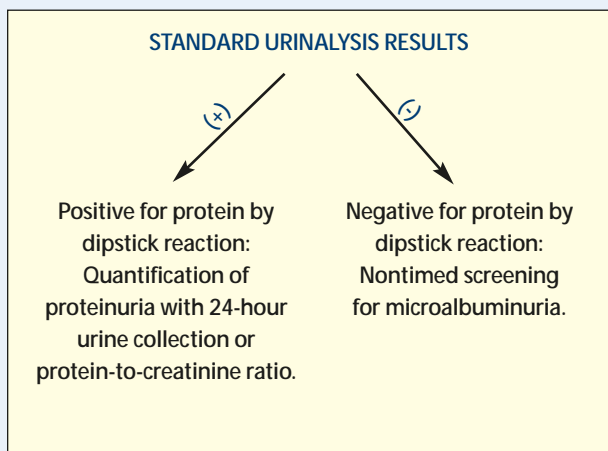 STANDARD URINALYSIS RESULTS
(+)
(-)
Positive for protein by
dipstick reaction:
Quantification of
proteinuria with 24-hour
urine collection or
protein-to-creatinine ratio.
Negative for protein by
dipstick reaction:
Nontimed screening
for microalbuminuria.